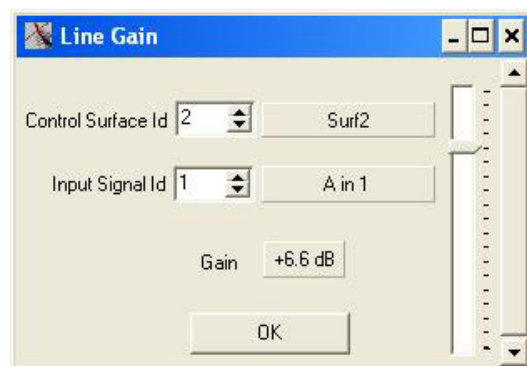 Line Gain
Control Surface Id 2 Surf2
Input Signal Id 1 A in 1
Gain +6.6 dB
OK